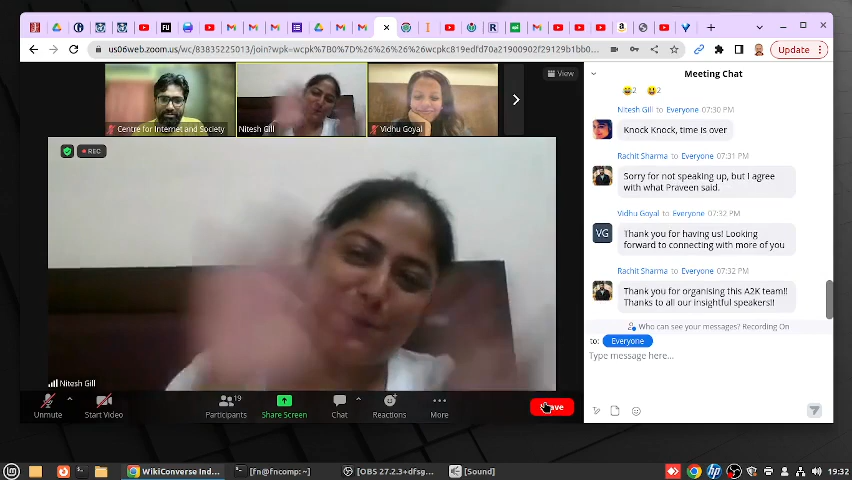 us06web.zoom.us/wc/83835225013/join?wpk=wcpk%0D%7D%26%26%26%26wcpkc819edfd70a21900902f29129b1bb0...
Update
View
Centre for Internet and Society
Nitesh Gill
Vidhu Goyal
REC
Nitesh Gill
Unmute
Start Video
19
Participants
Share Screen
Chat
Reactions
More
Meeting Chat
2 2
Nitesh Gill to Everyone 07:30 PM
Knock Knock, time is over
Rachit Sharma to Everyone 07:31 PM
Sorry for not speaking up, but I agree
with what Praveen said.
Vidhu Goyal to Everyone 07:32 PM
VG
Thank you for having us! Looking
forward to connecting with more of you
Rachit Sharma to Everyone 07:32 PM
Thank you for organising this A2K team!!
Thanks to all our insightful speakers!!
Who can see your messages? Recording On
to: Everyone
Type message here...
WikiConverse Ind...
[fn@fncomp: ~]
[OBS 27.2.3+dfsg...
[Sound]
19:32